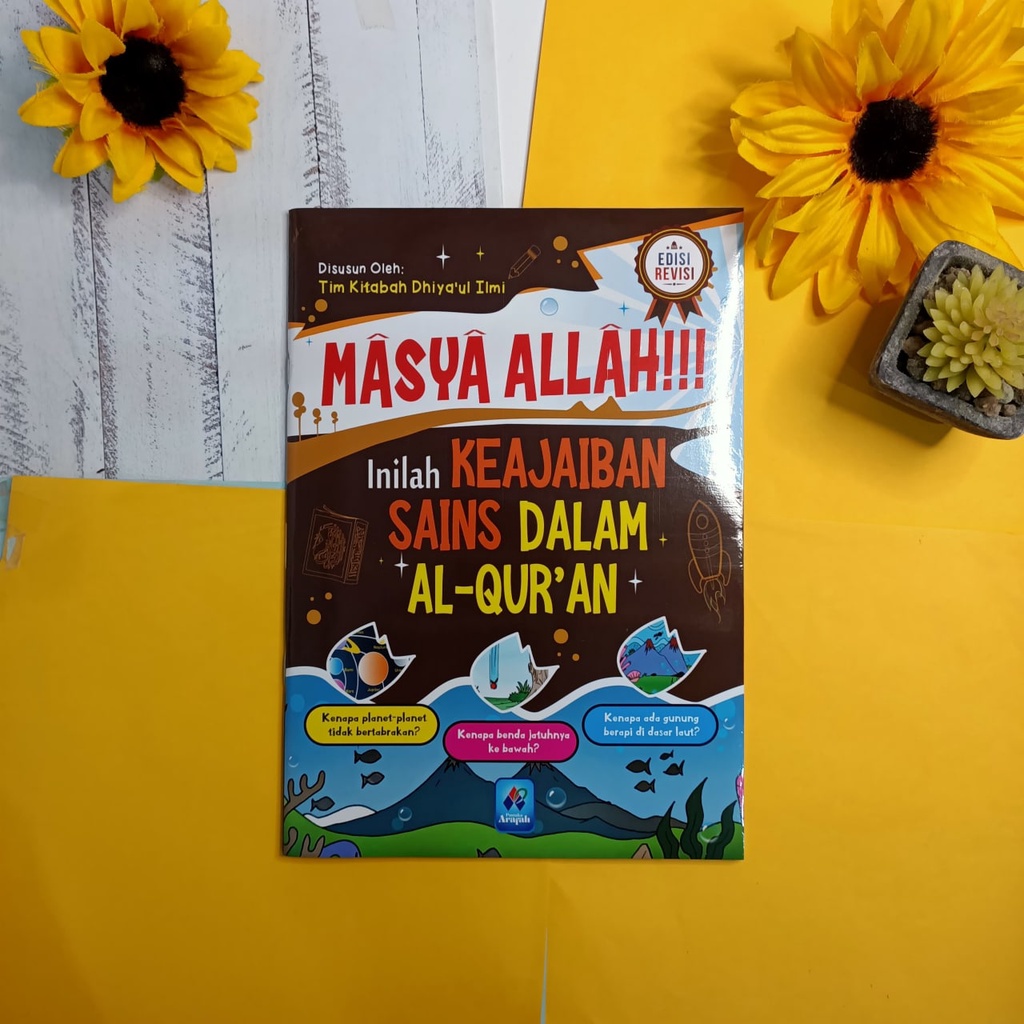 Disusun Oleh:
Tim Kitabah Dhiya'ul Ilmi
EDISI
REVISI
MÂSYÂ ALLÂH!!!
Inilah KEAJAIBAN
SAINS DALAM
AL-QUR'AN
Kenapa planet-planet
tidak bertabrakan?
Kenapa benda jatuhnya
ke bawah?
Kenapa ada gunung
berapi di dasar laut?
Pustaka
Arafah